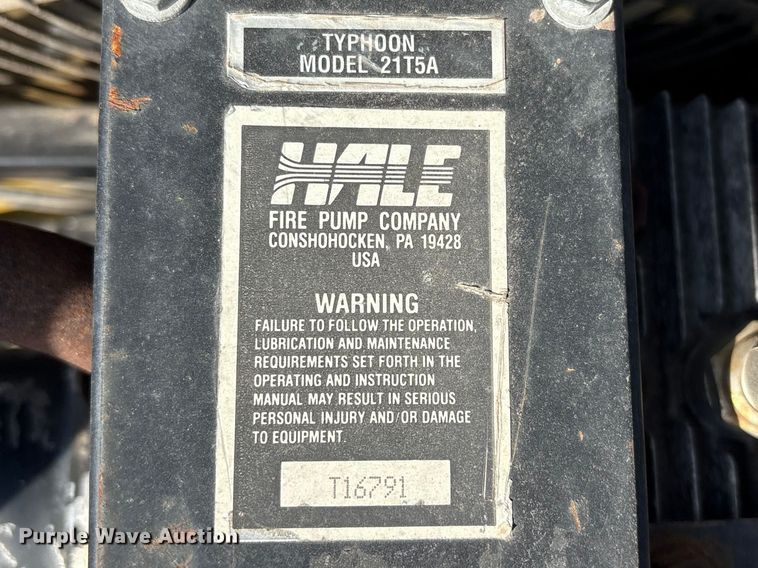 TYPHOON
MODEL 21T5A
HALE
FIRE PUMP COMPANY
CONSHOHOCKEN, PA 19428
USA
WARNING
FAILURE TO FOLLOW THE OPERATION,
LUBRICATION AND MAINTENANCE
REQUIREMENTS SET FORTH IN THE
OPERATING AND INSTRUCTION
MANUAL MAY RESULT IN SERIOUS
PERSONAL INJURY AND/OR DAMAGE
TO EQUIPMENT.
T16791
Purple Wave Auction